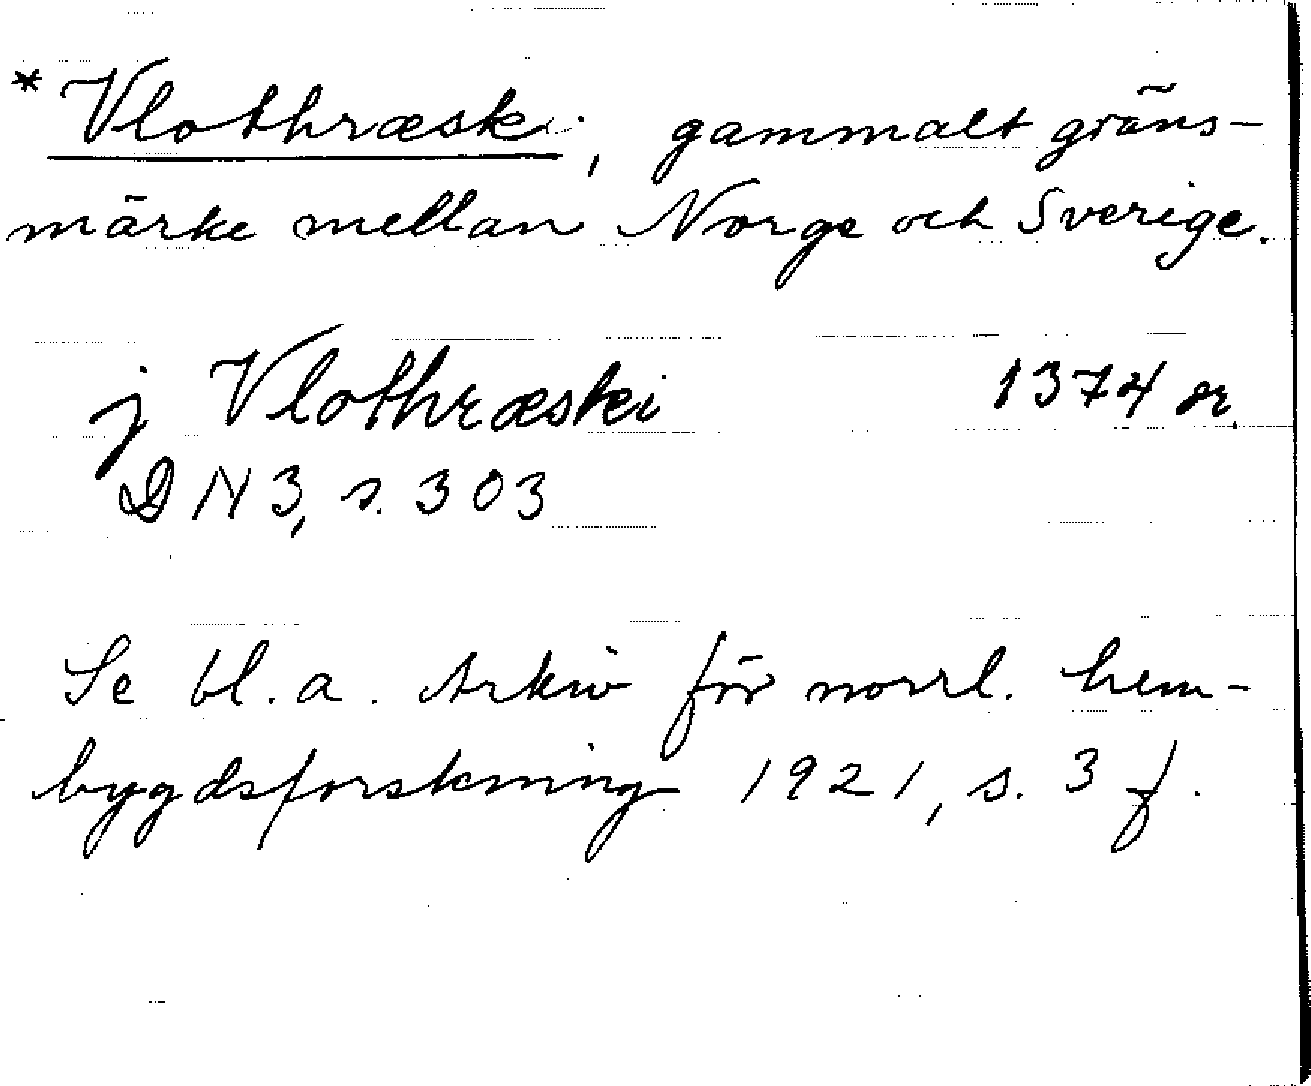 * Vlothræsk, gammalt gräns-
märke mellan Norge och Sverige.
j Vlothræski 1374 or.
DN 3, s. 303
Se bl. a. Arkiv för norrl. hem-
bygdsforskning 1921, s. 3 f.